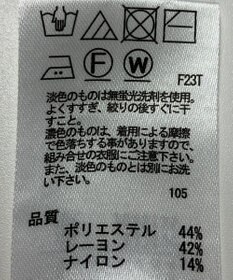 F W
F23T
淡色のものは無蛍光洗剤を使用。
よくすすぎ、絞りの後すぐに干
すこと。
濃色のものは、着用による摩擦
で色落ちする事がありますので、
組み合せの衣服にご注意下さい。
また、淡色のものとは別にお洗
い下さい。
105
品質
ポリエステル 44%
レーヨン 42%
ナイロン 14%